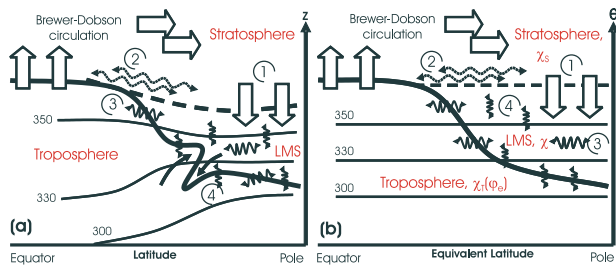 Brewer-Dobson
circulation
Stratosphere
z
2
1
3
350
Troposphere
LMS
330
4
(a)
300
Equator
Latitude
Pole
Brewer-Dobson
circulation
Stratosphere,
χS
θ
2
1
4
350
LMS, χ
3
330
Troposphere, χT(φe)
300
(b)
Equator
Equivalent Latitude
Pole